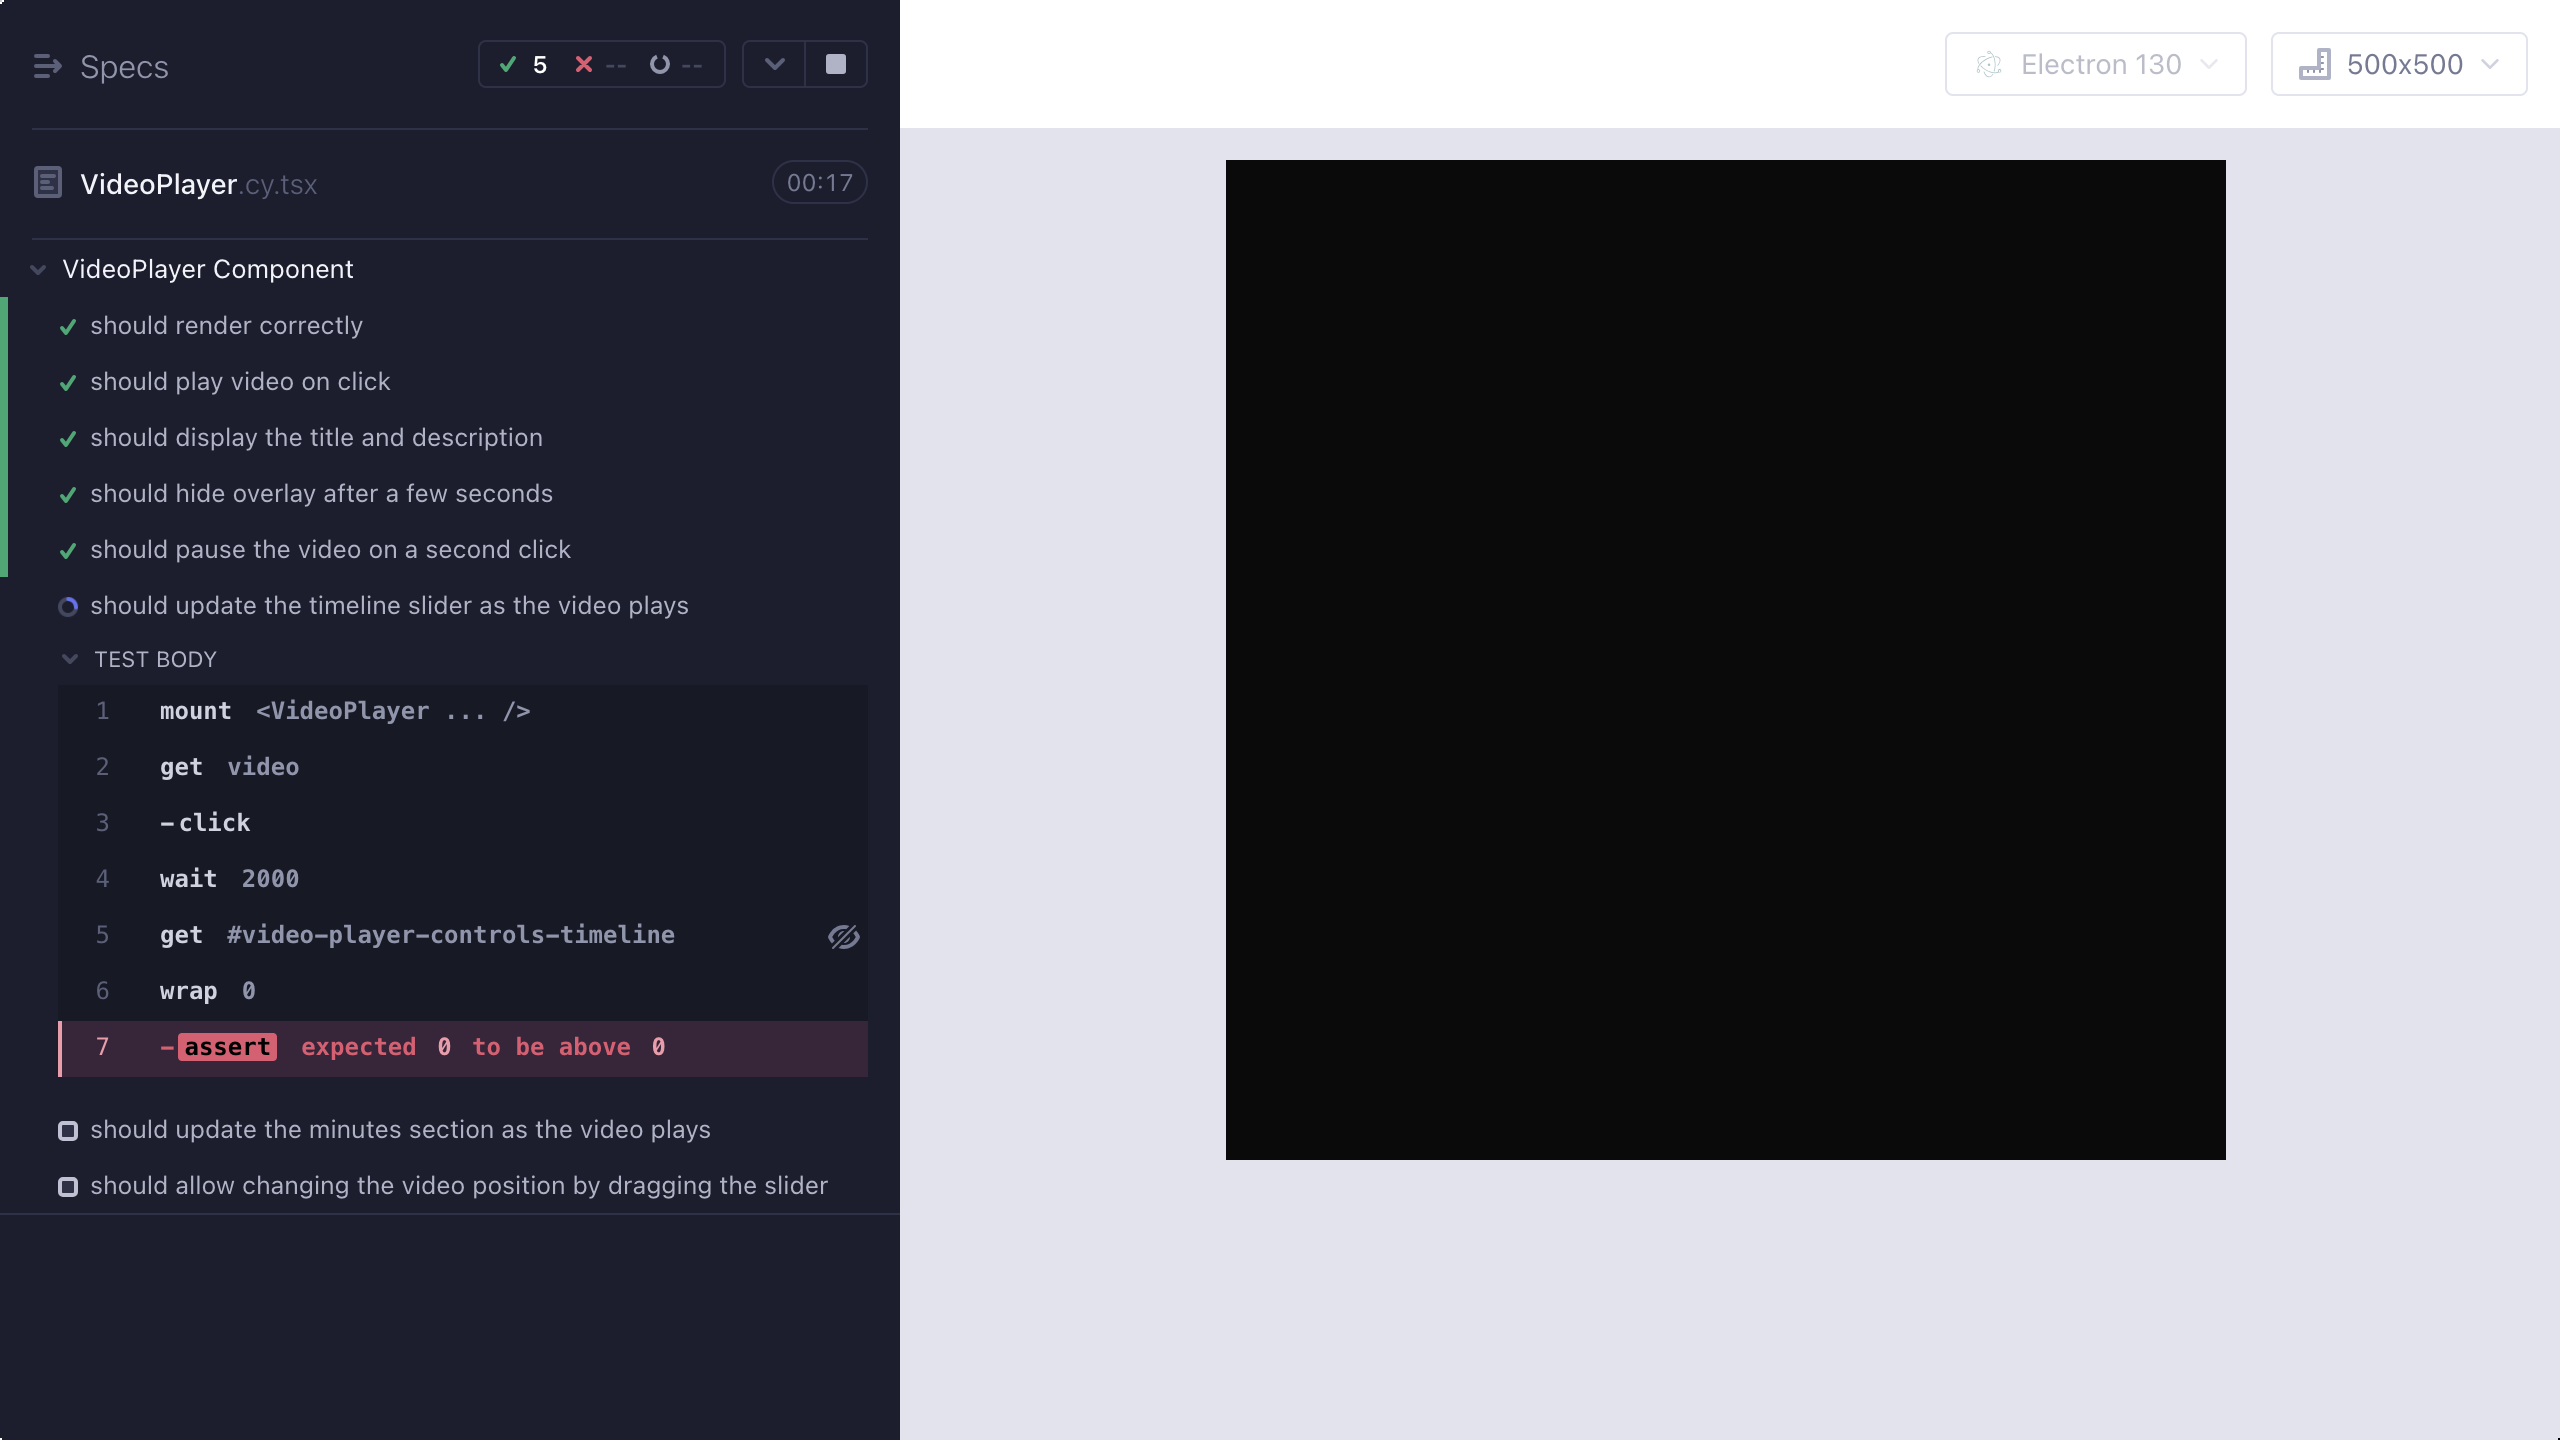 Specs
5 -- --
VideoPlayer.cy.tsx
00:17
VideoPlayer Component
should render correctly
should play video on click
should display the title and description
should hide overlay after a few seconds
should pause the video on a second click
should update the timeline slider as the video plays
TEST BODY
1 mount <VideoPlayer ... />
2 get video
3 -click
4 wait 2000
5 get #video-player-controls-timeline
6 wrap 0
7 -assert expected 0 to be above 0
should update the minutes section as the video plays
should allow changing the video position by dragging the slider
Electron 130
500x500